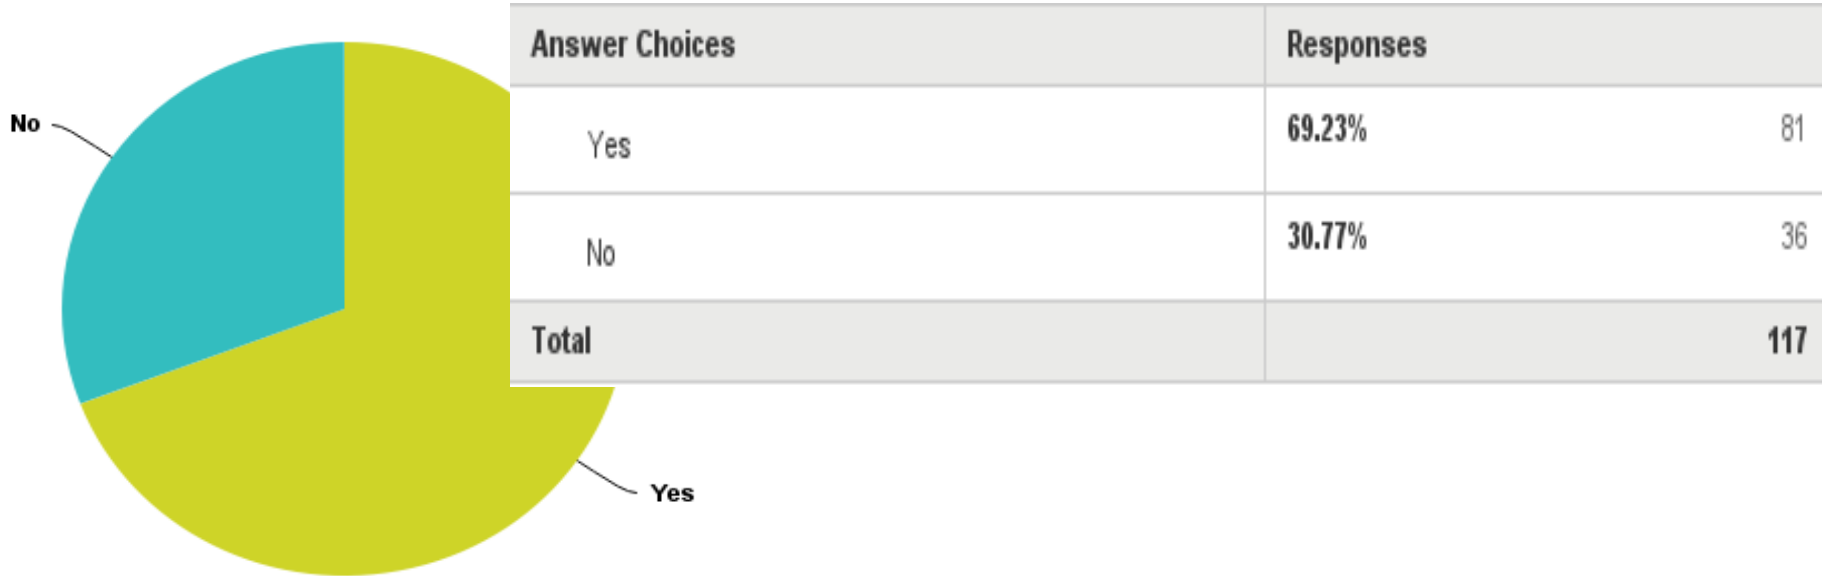 No
Answer Choices Responses
Yes 69.23% 81
No 30.77% 36
Total 117
Yes